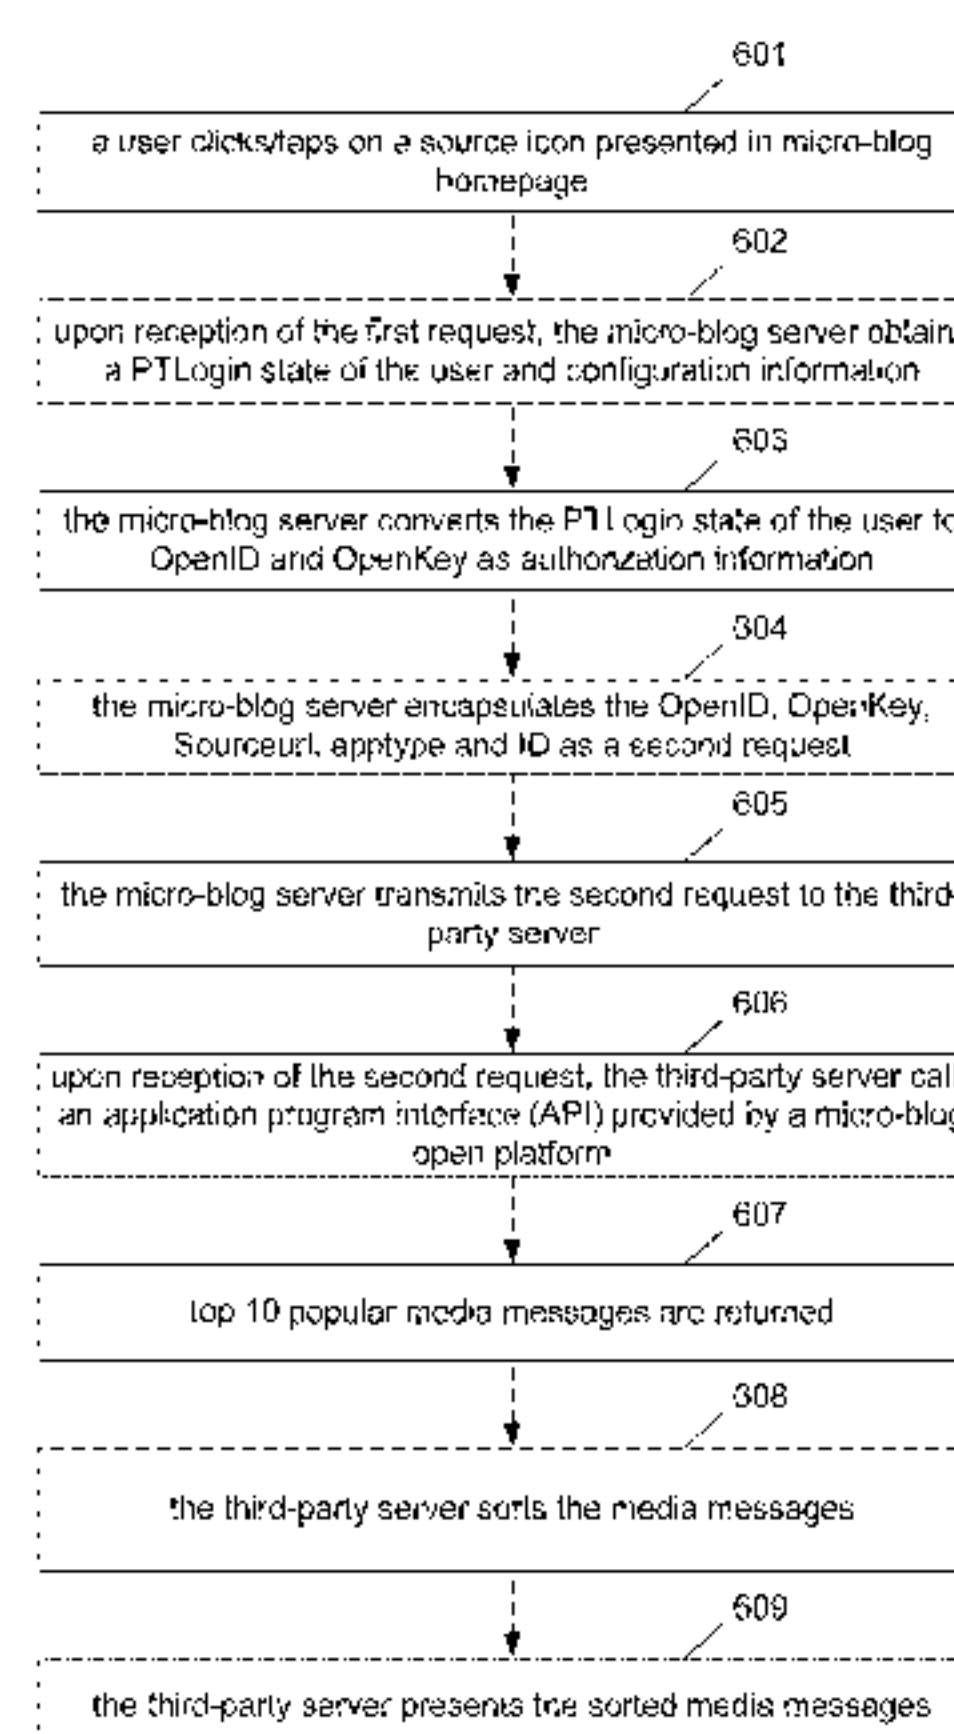 601
a user clicks/taps on a source icon presented in micro-blog
homepage
602
upon reception of the first request, the micro-blog server obtain
a PTLogin state of the user and configuration information
603
the micro-blog server converts the PTLogin state of the user to
OpenID and OpenKey as authorization information
604
the micro-blog server encapsulates the OpenID, OpenKey,
Sourceurl, apptype and ID as a second request
605
the micro-blog server transmits the second request to the third-
party server
606
upon reception of the second request, the third-party server call
an application program interface (API) provided by a micro-blog
open platform
607
top 10 popular media messages are returned
608
the third-party server sorts the media messages
609
the third-party server presents the sorted media messages